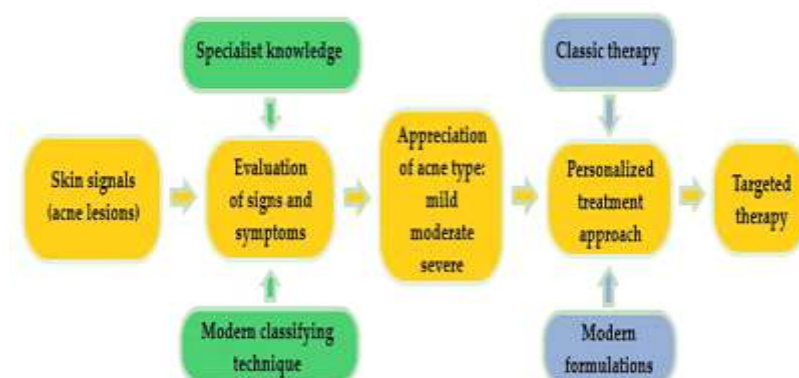 Specialist knowledge
Classic therapy
Skin signals
(acne lesions)
Evaluation
of signs and
symptoms
Appreciation
of acne type:
mild
moderate
severe
Personalized
treatment
approach
Targeted
therapy
Modern classifying
technique
Modern
formulations